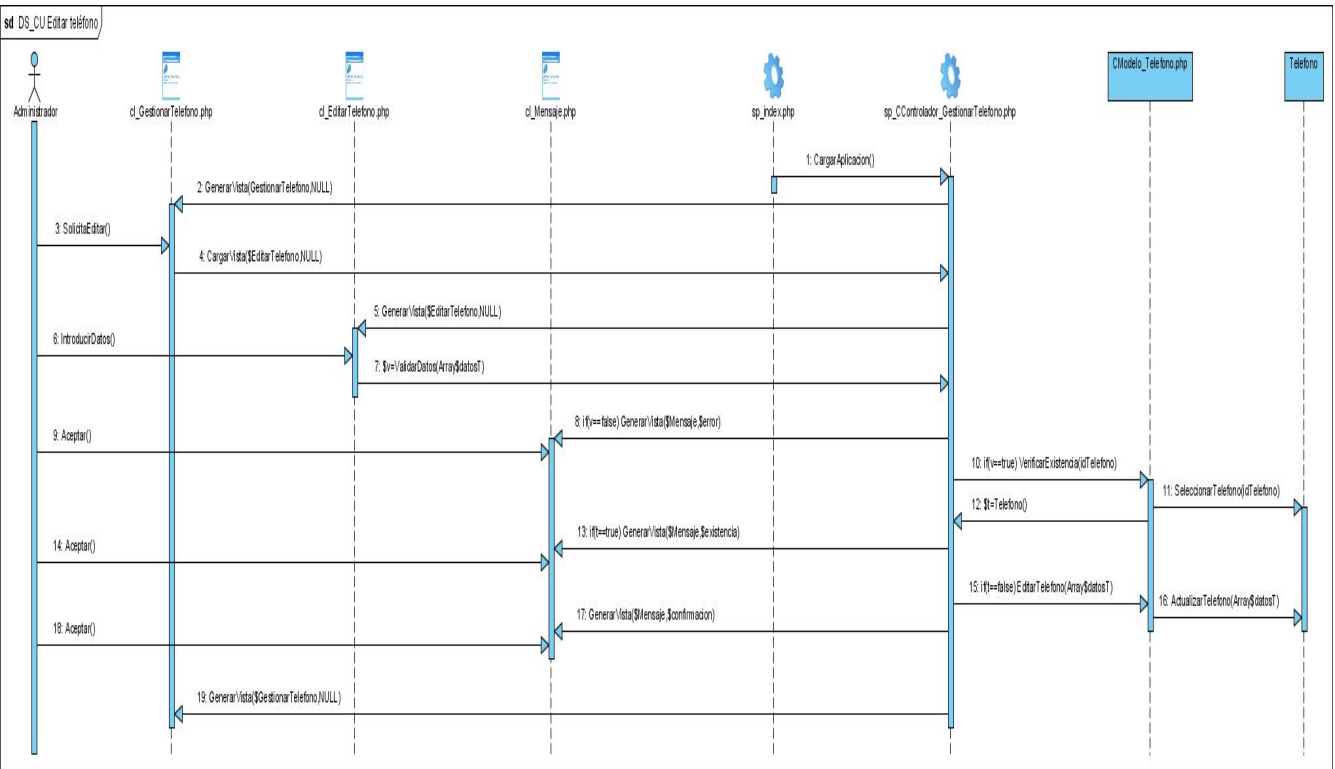 sd DS_CU Editar teléfono
Administrador
cl_GestionarTelefono.php
cl_EditarTelefono.php
cl_Mensaje.php
sp_index.php
sp_CControlador_GestionarTelefono.php
CModelo_Telefono.php
Telefono
1: CargarAplicacion()
2: GenerarVista(GestionarTelefono,NULL)
3: SolicitaEditar()
4: CargarVista($EditarTelefono,NULL)
5: GenerarVista($EditarTelefono,NULL)
6: IntroducirDatos()
7: $v=ValidarDatos(Array$datosT)
8: if(v==false) GenerarVista($Mensaje,$error)
9: Aceptar()
10: if(v==true) VerificarExistencia(idTelefono)
11: SeleccionarTelefono(idTelefono)
12: $t=Telefono()
13: if(t==true) GenerarVista($Mensaje,$existencia)
14: Aceptar()
15: if(t==false)EditarTelefono(Array$datosT)
16: ActualizarTelefono(Array$datosT)
17: GenerarVista($Mensaje,$confirmacion)
18: Aceptar()
19: GenerarVista($GestionarTelefono,NULL)